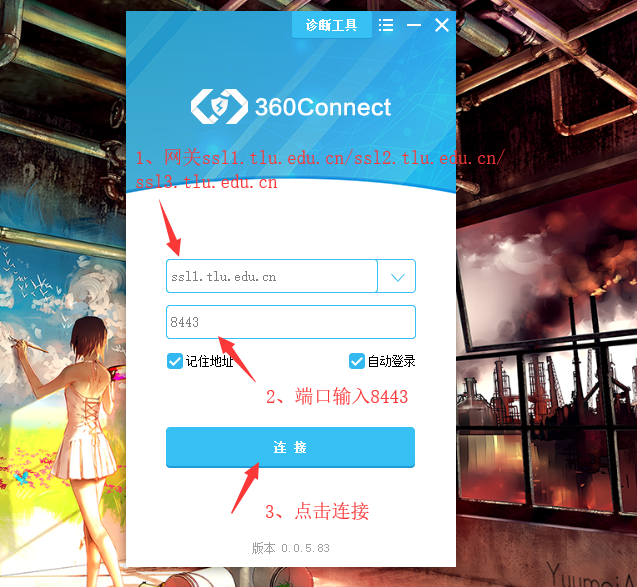 诊断工具
360Connect
1、网关ssl1.tlu.edu.cn/ssl2.tlu.edu.cn/
ssl3.tlu.edu.cn
ssl1.tlu.edu.cn
8443
记住地址 自动登录
2、端口输入8443
连 接
3、点击连接
版本 0.0.5.83